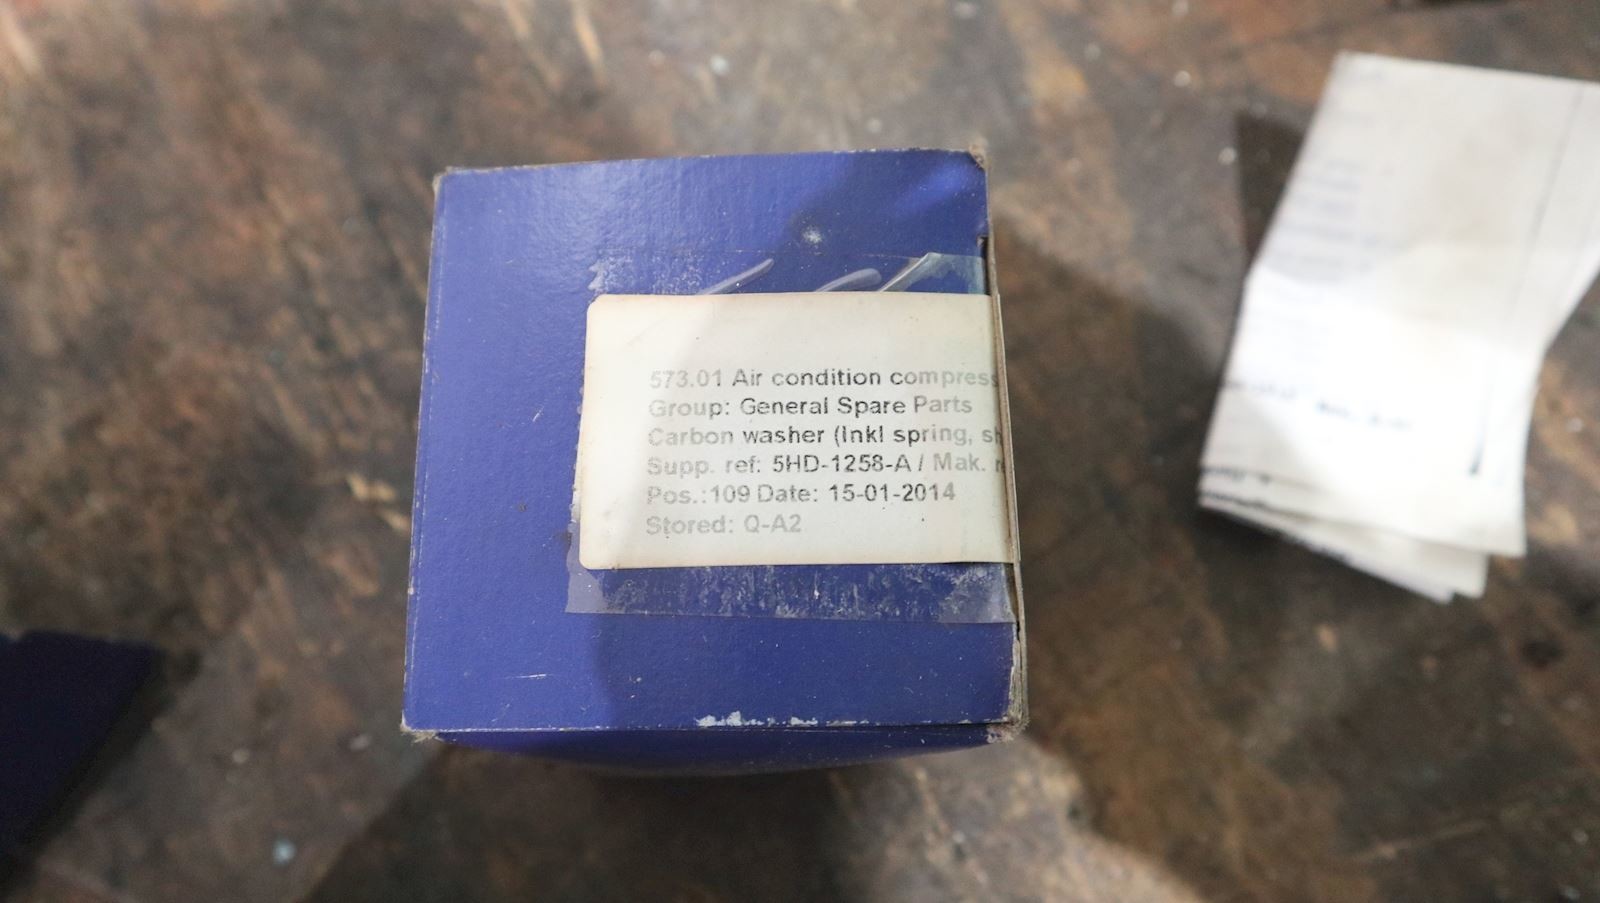 573.01 Air condition compress
Group: General Spare Parts
Carbon washer (Inkl spring, sh
Supp. ref: 5HD-1258-A / Mak. r
Pos.:109 Date: 15-01-2014
Stored: Q-A2